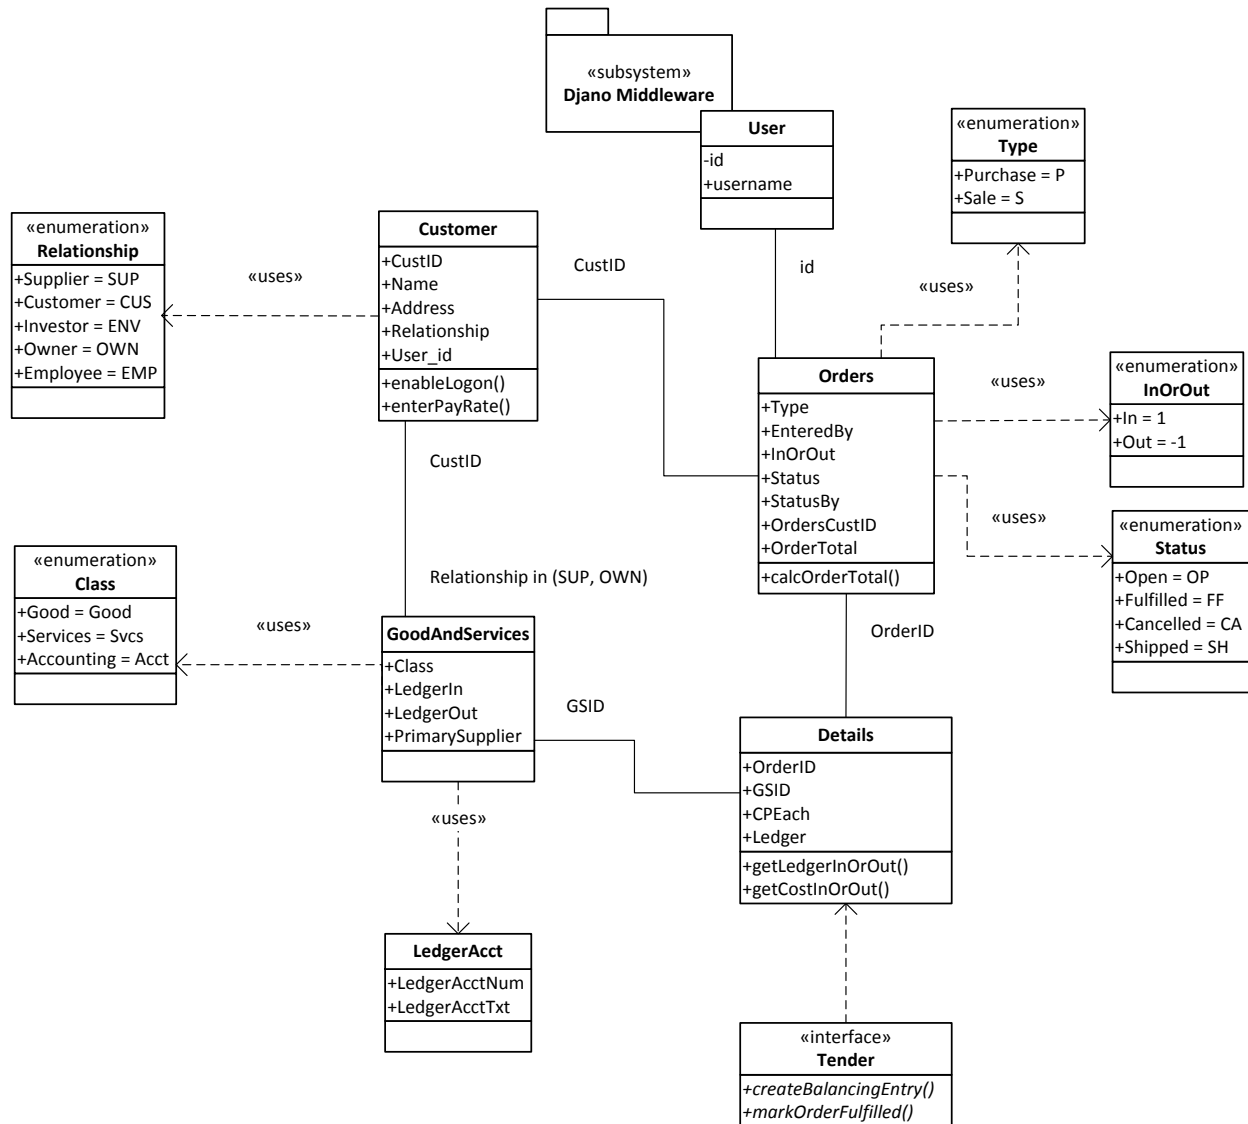 «subsystem»
Djano Middleware
User
-id
+username
«enumeration»
Type
+Purchase = P
+Sale = S
«enumeration»
Relationship
+Supplier = SUP
+Customer = CUS
+Investor = ENV
+Owner = OWN
+Employee = EMP
«uses»
Customer
+CustID
+Name
+Address
+Relationship
+User_id
+enableLogon()
+enterPayRate()
CustID
id
«uses»
Orders
+Type
+EnteredBy
+InOrOut
+Status
+StatusBy
+OrdersCustID
+OrderTotal
+calcOrderTotal()
«uses»
«enumeration»
InOrOut
+In = 1
+Out = -1
«uses»
«enumeration»
Status
+Open = OP
+Fulfilled = FF
+Cancelled = CA
+Shipped = SH
CustID
Relationship in (SUP, OWN)
«enumeration»
Class
+Good = Good
+Services = Svcs
+Accounting = Acct
«uses»
GoodAndServices
+Class
+LedgerIn
+LedgerOut
+PrimarySupplier
GSID
OrderID
Details
+OrderID
+GSID
+CPEach
+Ledger
+getLedgerInOrOut()
+getCostInOrOut()
«uses»
LedgerAcct
+LedgerAcctNum
+LedgerAcctTxt
«interface»
Tender
+createBalancingEntry()
+markOrderFulfilled()